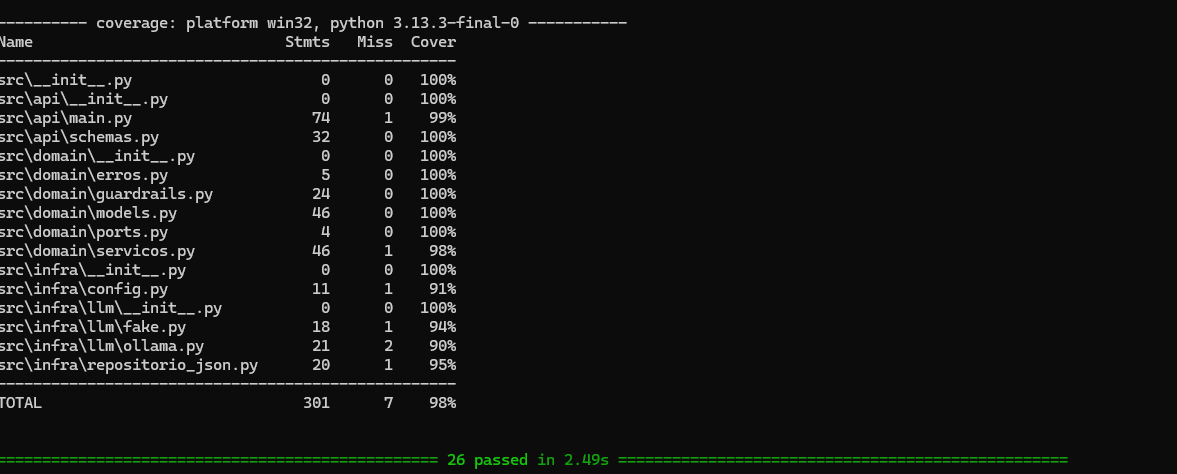 ---------- coverage: platform win32, python 3.13.3-final-0 -----------
Name                             Stmts   Miss  Cover
----------------------------------------------------
src\__init__.py                      0      0   100%
src\api\__init__.py                  0      0   100%
src\api\main.py                     74      1    99%
src\api\schemas.py                  32      0   100%
src\domain\__init__.py               0      0   100%
src\domain\erros.py                  5      0   100%
src\domain\guardrails.py            24      0   100%
src\domain\models.py                46      0   100%
src\domain\ports.py                  4      0   100%
src\domain\servicos.py              46      1    98%
src\infra\__init__.py                0      0   100%
src\infra\config.py                 11      1    91%
src\infra\llm\__init__.py            0      0   100%
src\infra\llm\fake.py               18      1    94%
src\infra\llm\ollama.py             21      2    90%
src\infra\repositorio_json.py       20      1    95%
----------------------------------------------------
TOTAL                              301      7    98%
=================================================== 26 passed in 2.49s ====================================================